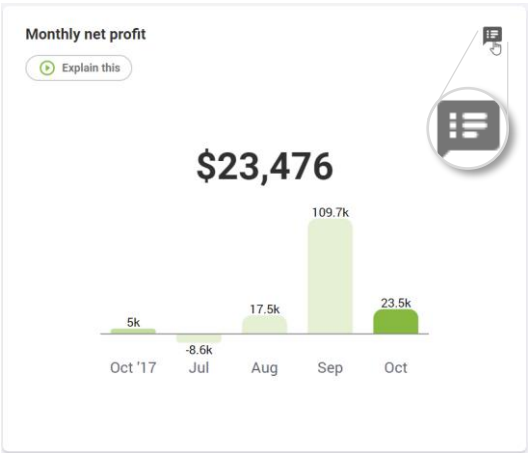 Monthly net profit
Explain this
$23,476
109.7k
23.5k
17.5k
5k
-8.6k
Oct '17 Jul Aug Sep Oct